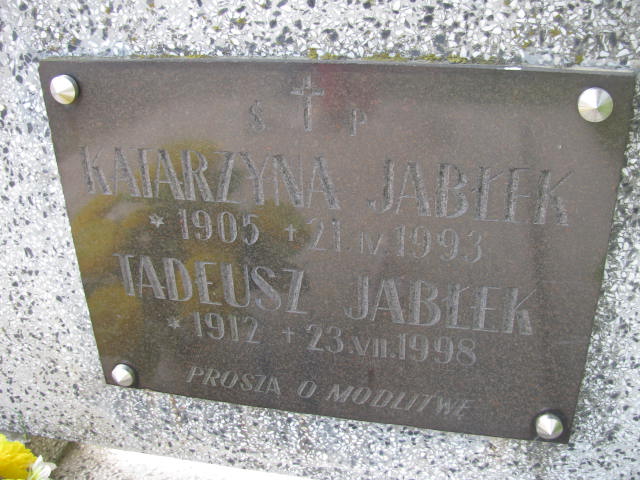 Ś † P
KATARZYNA JABŁEK
* 1905 + 21 IV 1993
TADEUSZ JABŁEK
* 1912 + 23.VII.1998
PROSZĄ O MODLITWĘ